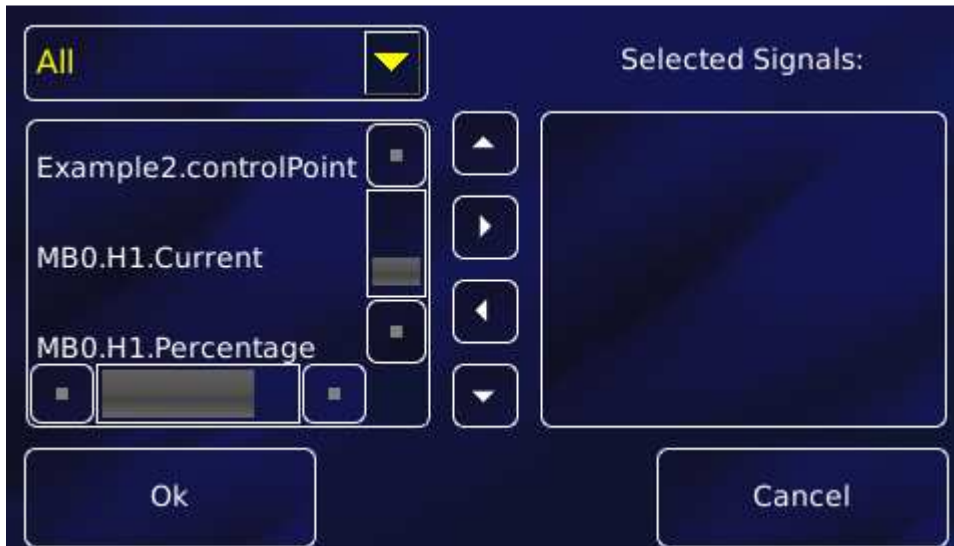 All
Selected Signals:
Example2.controlPoint
MB0.H1.Current
MB0.H1.Percentage
Ok
Cancel